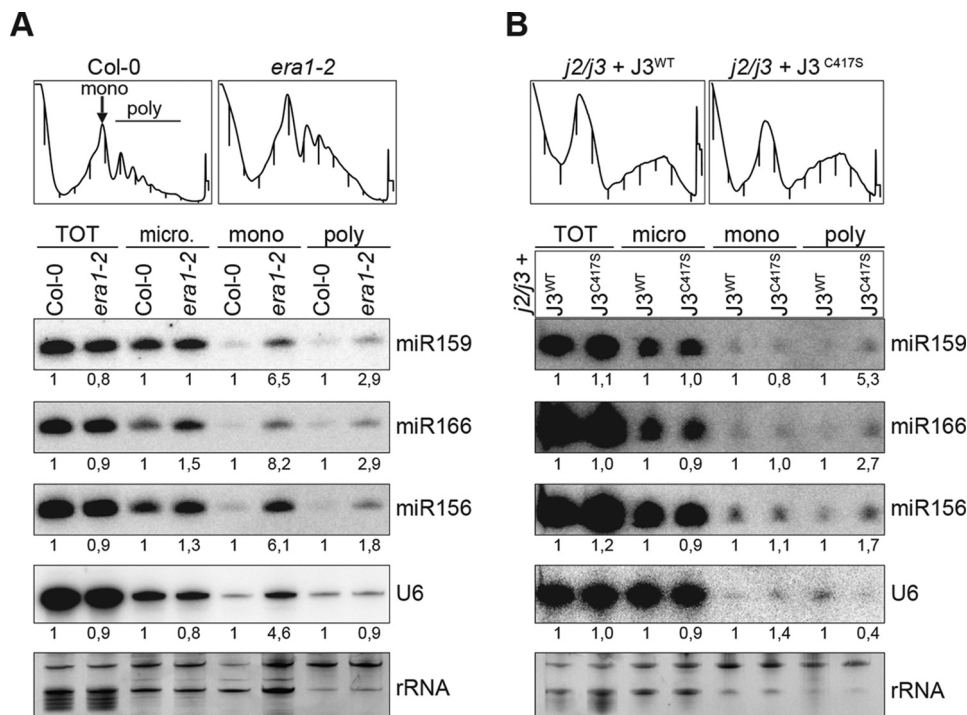 A
Col-0
era1-2
mono
poly
TOT
micro.
mono
poly
Col-0
era1-2
Col-0
era1-2
Col-0
era1-2
Col-0
era1-2
miR159
1 0,8 1 1 1 6,5 1 2,9
miR166
1 0,9 1 1,5 1 8,2 1 2,9
miR156
1 0,9 1 1,3 1 6,1 1 1,8
U6
1 0,9 1 0,8 1 4,6 1 0,9
rRNA
B
j2/j3 + J3WT
j2/j3 + J3 C417S
TOT
micro
mono
poly
j2/j3 +
J3WT
J3C417S
J3WT
J3C417S
J3WT
J3C417S
J3WT
J3C417S
miR159
1 1,1 1 1,0 1 0,8 1 5,3
miR166
1 1,0 1 0,9 1 1,0 1 2,7
miR156
1 1,2 1 0,9 1 1,1 1 1,7
U6
1 1,0 1 0,9 1 1,4 1 0,4
rRNA